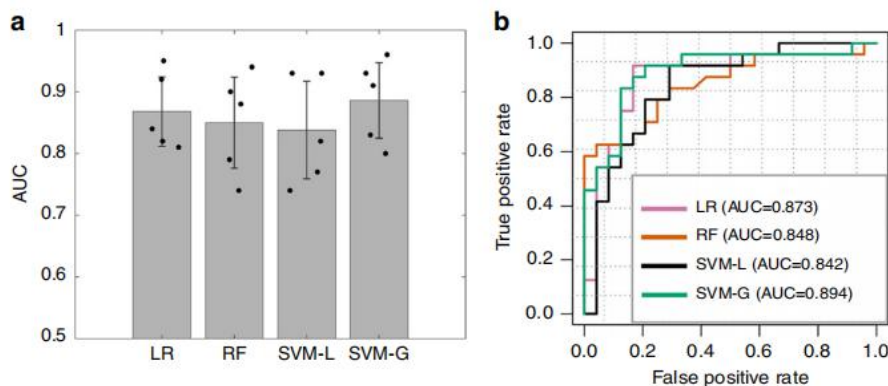 a
1
0.9
0.8
0.7
0.6
0.5
AUC
LR RF SVM-L SVM-G
b
1.0
0.8
0.6
0.4
0.2
0.0
True positive rate
LR (AUC=0.873)
RF (AUC=0.848)
SVM-L (AUC=0.842)
SVM-G (AUC=0.894)
0.0 0.2 0.4 0.6 0.8 1.0
False positive rate